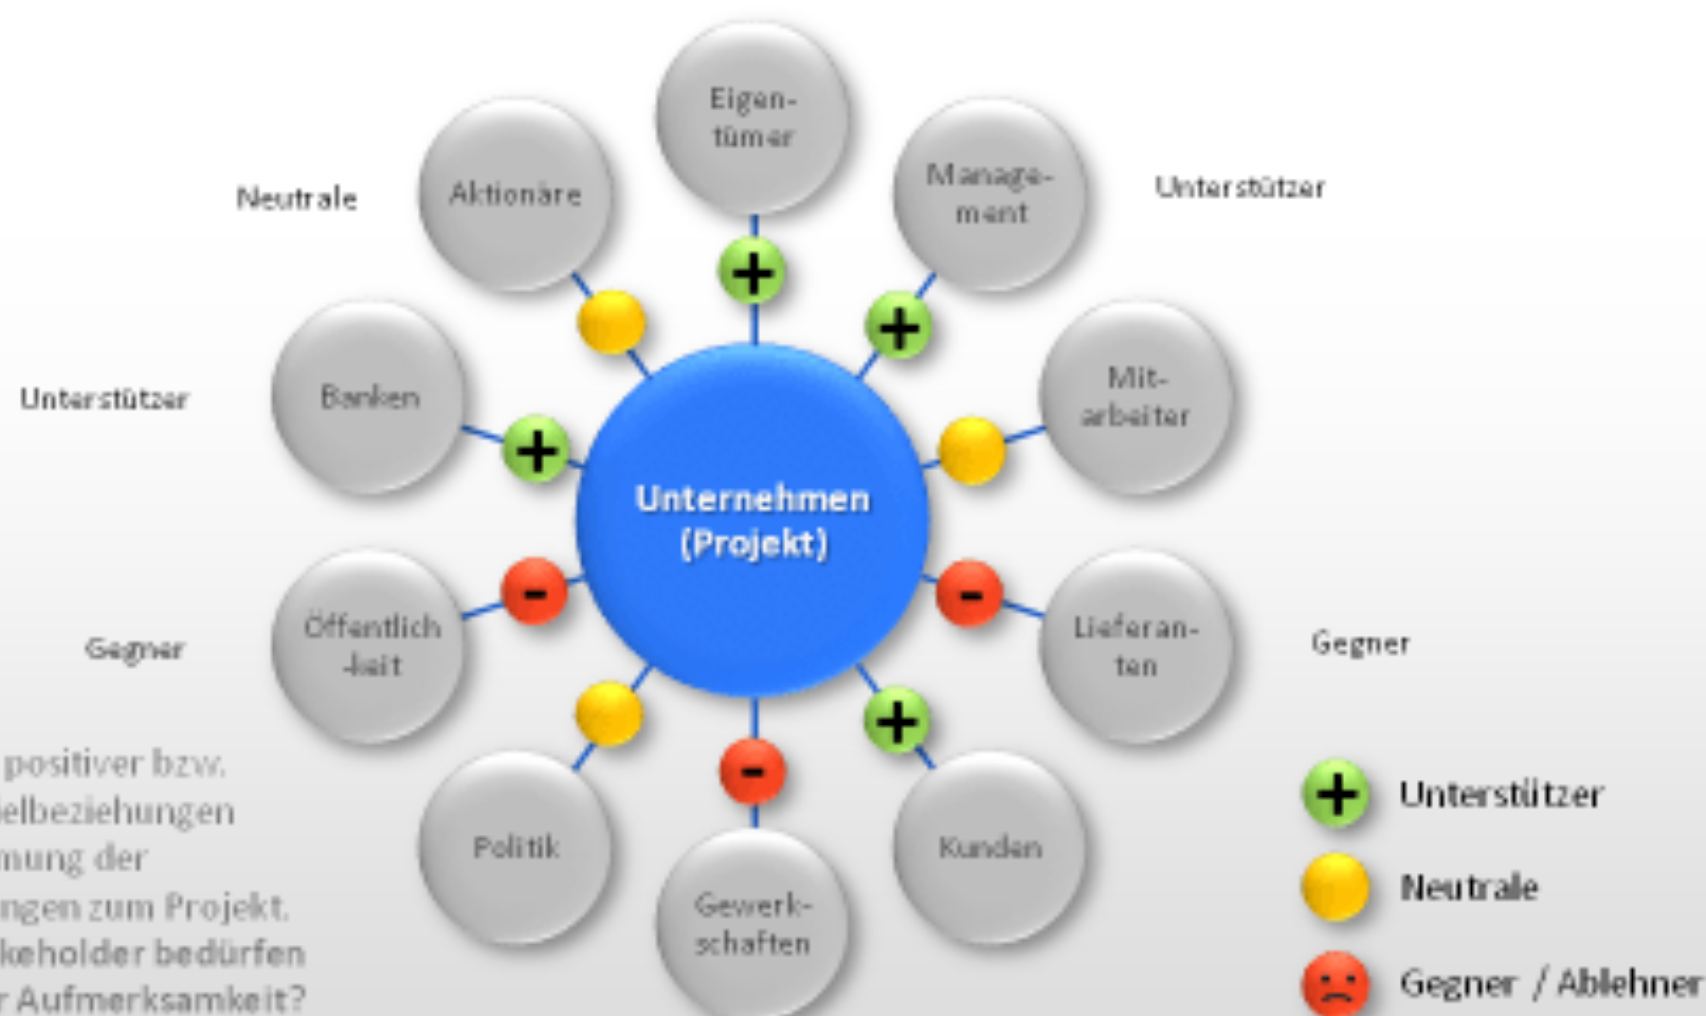 Eigen-
tümer
Neutrale
Aktionäre
Manage-
ment
Unterstützer
+
+
Unterstützer
Banken
+
Mit-
arbeiter
Unternehmen
(Projekt)
Gegner
Öffentlich
-keit
-
-
Lieferan-
ten
Gegner
positiver bzw.
ielbeziehungen
mung der
ngen zum Projekt.
keholder bedürfen
r Aufmerksamkeit?
Politik
-
Gewerk-
schaften
+
Kunden
+ Unterstützer
Neutrale
Gegner / Ablehner